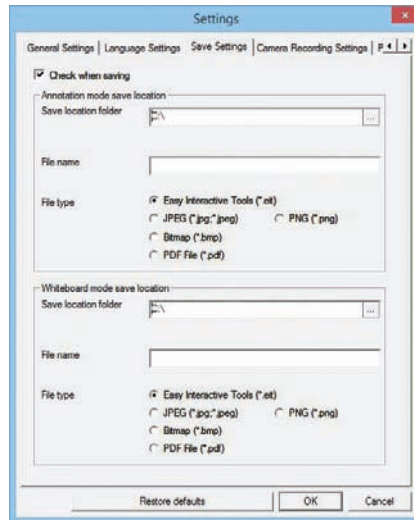 Settings
General Settings Language Settings Save Settings Camera Recording Settings
Check when saving
Annotation mode save location
Save location folder
...
File name
File type Easy Interactive Tools (*.eit)
JPEG (*.jpg;*.jpeg) PNG (*.png)
Bitmap (*.bmp)
PDF File (*.pdf)
Whiteboard mode save location
Save location folder
...
File name
File type Easy Interactive Tools (*.eit)
JPEG (*.jpg;*.jpeg) PNG (*.png)
Bitmap (*.bmp)
PDF File (*.pdf)
Restore defaults OK Cancel